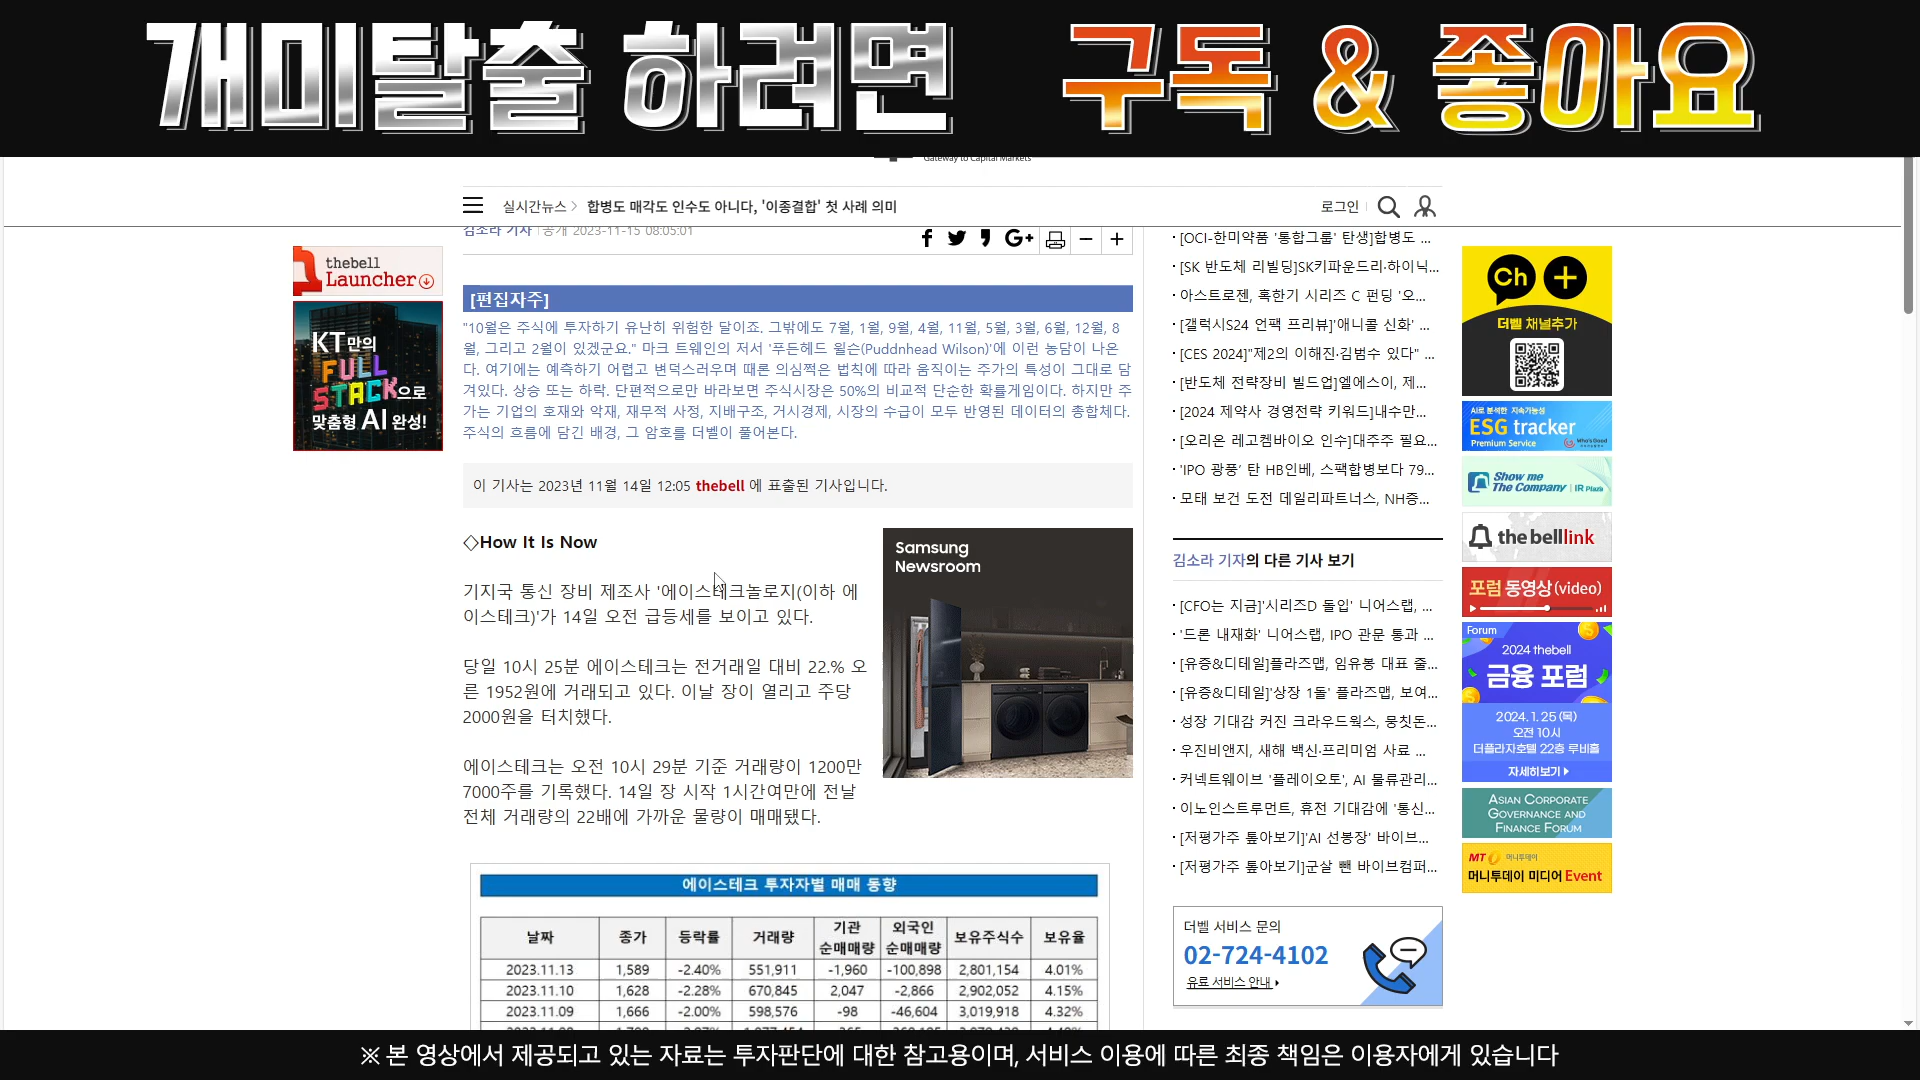 개미탈출 하려면 구독 & 좋아요
Gateway to Capital Markets
실시간뉴스 > 합병도 매각도 인수도 아니다, '이종결합' 첫 사례 의미
로그인
김소라 기자 공개 2023-11-15 08:05:01
thebell
Launcher
KT만의
FULL
STACK으로
맞춤형 AI 완성!
[편집자주]
"10월은 주식에 투자하기 유난히 위험한 달이죠. 그밖에도 7월, 1월, 9월, 4월, 11월, 5월, 3월, 6월, 12월, 8
월, 그리고 2월이 있겠군요." 마크 트웨인의 저서 '푸든헤드 윌슨(Puddnhead Wilson)'에 이런 농담이 나온
다. 여기에는 예측하기 어렵고 변덕스러우며 때론 의심쩍은 법칙에 따라 움직이는 주가의 특성이 그대로 담
겨있다. 상승 또는 하락. 단편적으로만 바라보면 주식시장은 50%의 비교적 단순한 확률게임이다. 하지만 주
가는 기업의 호재와 악재, 재무적 사정, 지배구조, 거시경제, 시장의 수급이 모두 반영된 데이터의 총합체다.
주식의 흐름에 담긴 배경, 그 암호를 더벨이 풀어본다.
이 기사는 2023년 11월 14일 12:05 thebell 에 표출된 기사입니다.
◇How It Is Now
기지국 통신 장비 제조사 '에이스테크놀로지(이하 에
이스테크)'가 14일 오전 급등세를 보이고 있다.
당일 10시 25분 에이스테크는 전거래일 대비 22.% 오
른 1952원에 거래되고 있다. 이날 장이 열리고 주당
2000원을 터치했다.
에이스테크는 오전 10시 29분 기준 거래량이 1200만
7000주를 기록했다. 14일 장 시작 1시간여만에 전날
전체 거래량의 22배에 가까운 물량이 매매됐다.
Samsung
Newsroom
에이스테크 투자자별 매매 동향
날짜 종가 등락률 거래량 기관 순매매량 외국인 순매매량 보유주식수 보유율
2023.11.13 1,589 -2.40% 551,911 -1,960 -100,898 2,801,154 4.01%
2023.11.10 1,628 -2.28% 670,845 2,047 -2,866 2,902,052 4.15%
2023.11.09 1,666 -2.00% 598,576 -98 -46,604 3,019,918 4.32%
· [OCI-한미약품 '통합그룹' 탄생]합병도 ...
· [SK 반도체 리빌딩]SK키파운드리·하이닉...
· 아스트로젠, 혹한기 시리즈 C 펀딩 '오...
· [갤럭시S24 언팩 프리뷰]'애니콜 신화' ...
· [CES 2024]"제2의 이해진·김범수 있다" ...
· [반도체 전략장비 빌드업]엘에스이, 제...
· [2024 제약사 경영전략 키워드]내수만...
· [오리온 레고켐바이오 인수]대주주 필요...
· 'IPO 광풍' 탄 HB인베, 스팩합병보다 79...
· 모태 보건 도전 데일리파트너스, NH증...
김소라 기자의 다른 기사 보기
· [CFO는 지금]'시리즈D 돌입' 니어스랩, ...
· '드론 내재화' 니어스랩, IPO 관문 통과 ...
· [유증&디테일]플라즈맵, 임유봉 대표 줄...
· [유증&디테일]'상장 1돌' 플라즈맵, 보여...
· 성장 기대감 커진 크라우드웍스, 뭉칫돈...
· 우진비앤지, 새해 백신·프리미엄 사료 ...
· 커넥트웨이브 '플레이오토', AI 물류관리...
· 이노인스트루먼트, 휴전 기대감에 '통신...
· [저평가주 톺아보기]'AI 선봉장' 바이브...
· [저평가주 톺아보기]군살 뺀 바이브컴퍼...
더벨 서비스 문의
02-724-4102
유료 서비스 안내
Ch +
더벨 채널추가
AI로 분석한 지속가능성
ESG tracker
Premium Service
Who's Good
Show me
The Company IR Plaza
the bell link
포럼 동영상(video)
Forum
2024 thebell
금융 포럼
2024. 1. 25 (목)
오전 10시
더플라자호텔 22층 루비홀
자세히보기
ASIAN CORPORATE
GOVERNANCE AND
FINANCE FORUM
MT 머니투데이
머니투데이 미디어 Event
※ 본 영상에서 제공되고 있는 자료는 투자판단에 대한 참고용이며, 서비스 이용에 따른 최종 책임은 이용자에게 있습니다